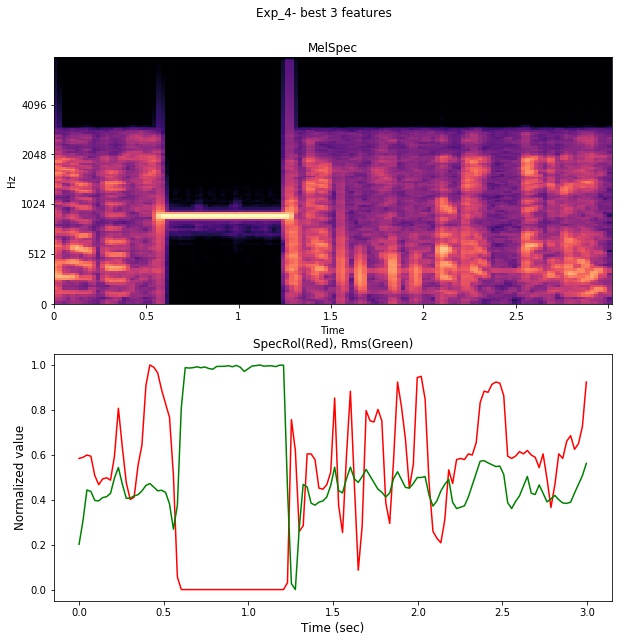 Exp_4- best 3 features
MelSpec
Hz
4096
2048
1024
512
0
0 0.5 1 1.5 2 2.5 3
Time
SpecRol(Red), Rms(Green)
Normalized value
1.0
0.8
0.6
0.4
0.2
0.0
0.0 0.5 1.0 1.5 2.0 2.5 3.0
Time (sec)